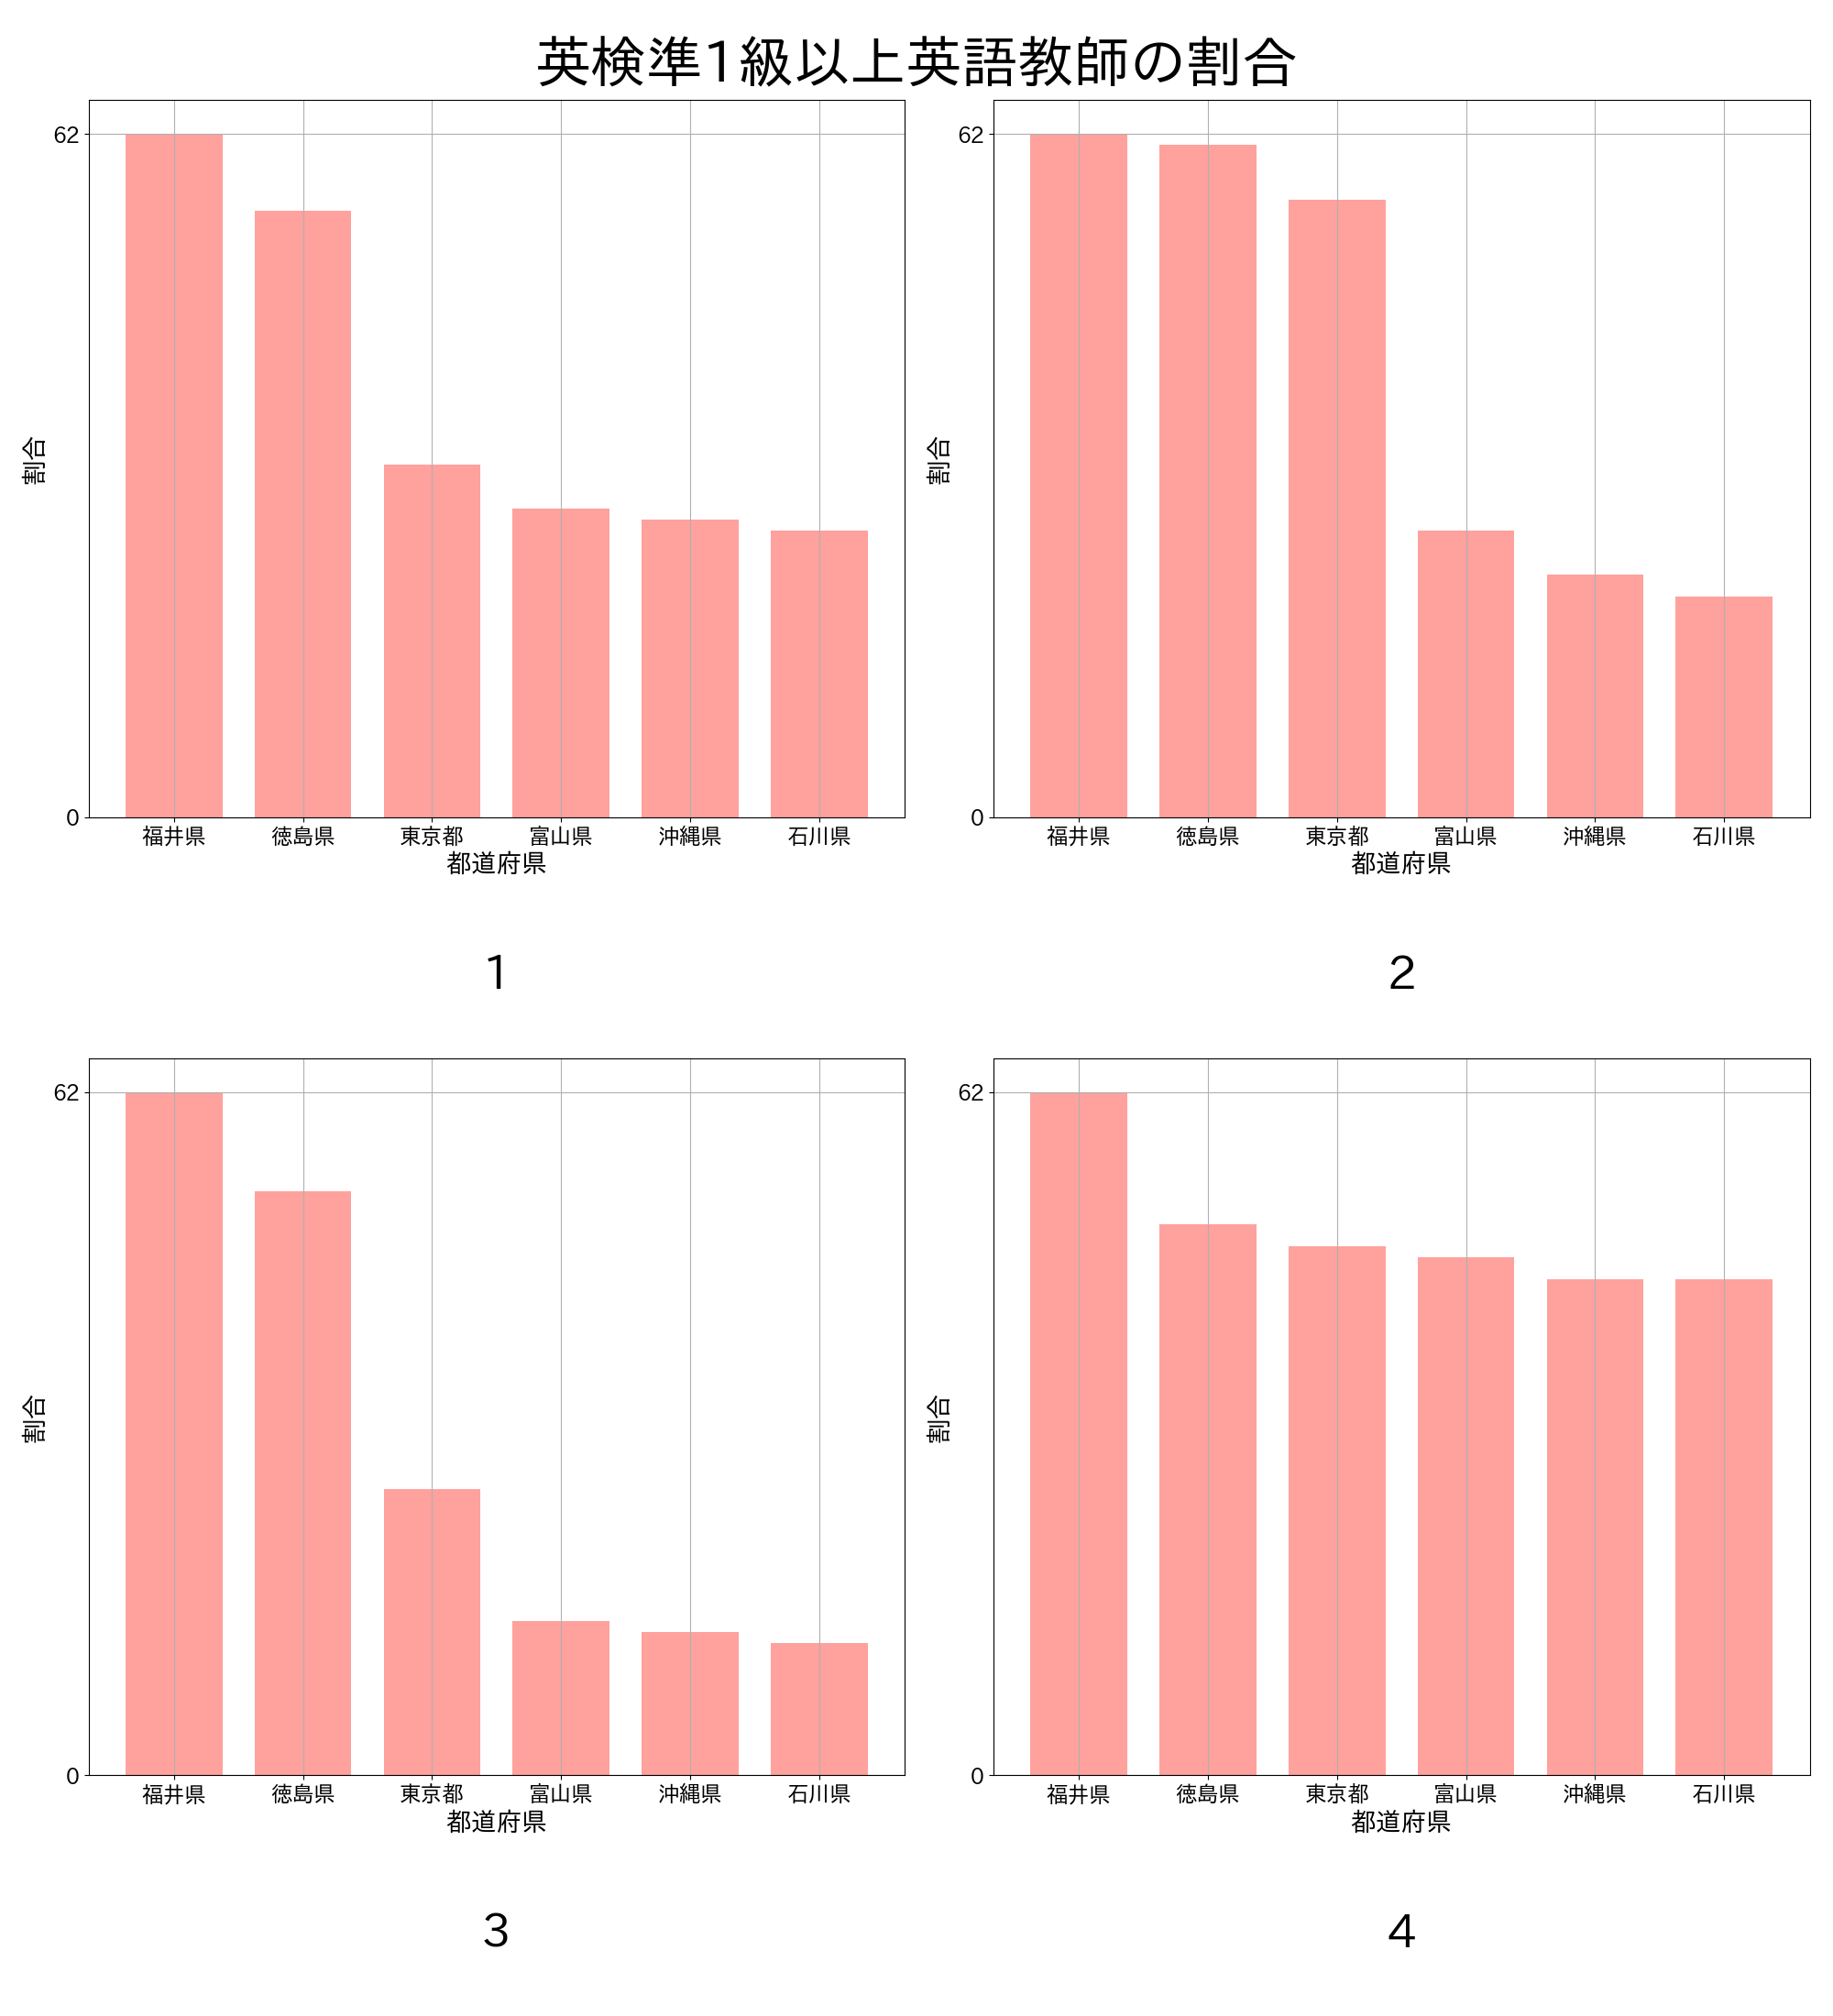 英検準1級以上英語教師の割合
62
0
割合
福井県 徳島県 東京都 富山県 沖縄県 石川県
都道府県
1
62
0
割合
福井県 徳島県 東京都 富山県 沖縄県 石川県
都道府県
2
62
0
割合
福井県 徳島県 東京都 富山県 沖縄県 石川県
都道府県
3
62
0
割合
福井県 徳島県 東京都 富山県 沖縄県 石川県
都道府県
4